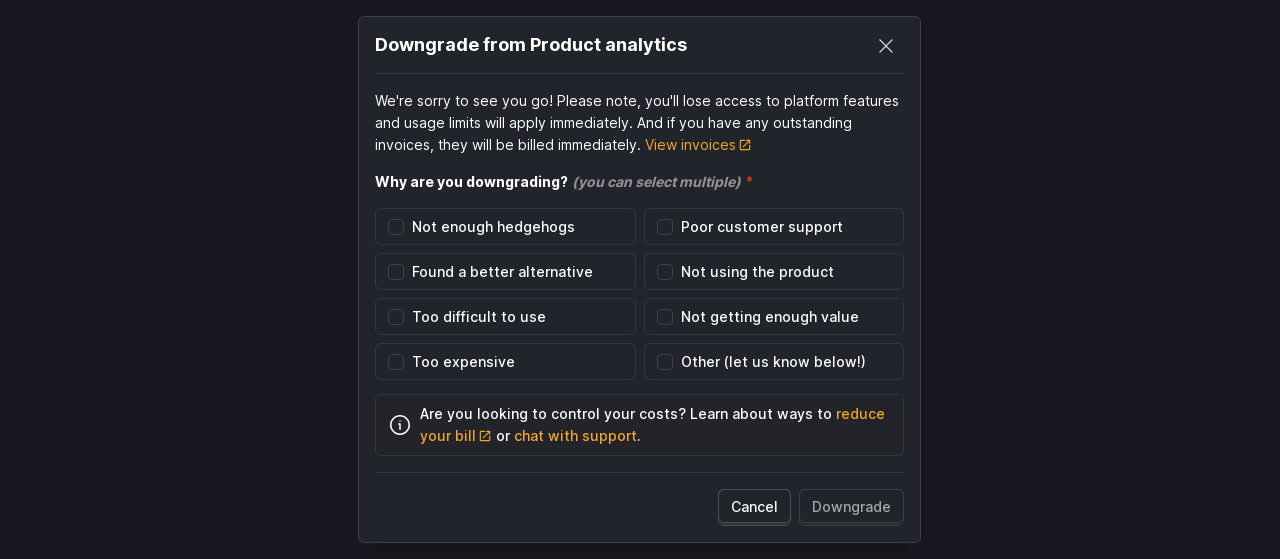 Downgrade from Product analytics
We're sorry to see you go! Please note, you'll lose access to platform features
and usage limits will apply immediately. And if you have any outstanding
invoices, they will be billed immediately. View invoices
Why are you downgrading? (you can select multiple) *
Not enough hedgehogs
Poor customer support
Found a better alternative
Not using the product
Too difficult to use
Not getting enough value
Too expensive
Other (let us know below!)
Are you looking to control your costs? Learn about ways to reduce
your bill or chat with support.
Cancel
Downgrade